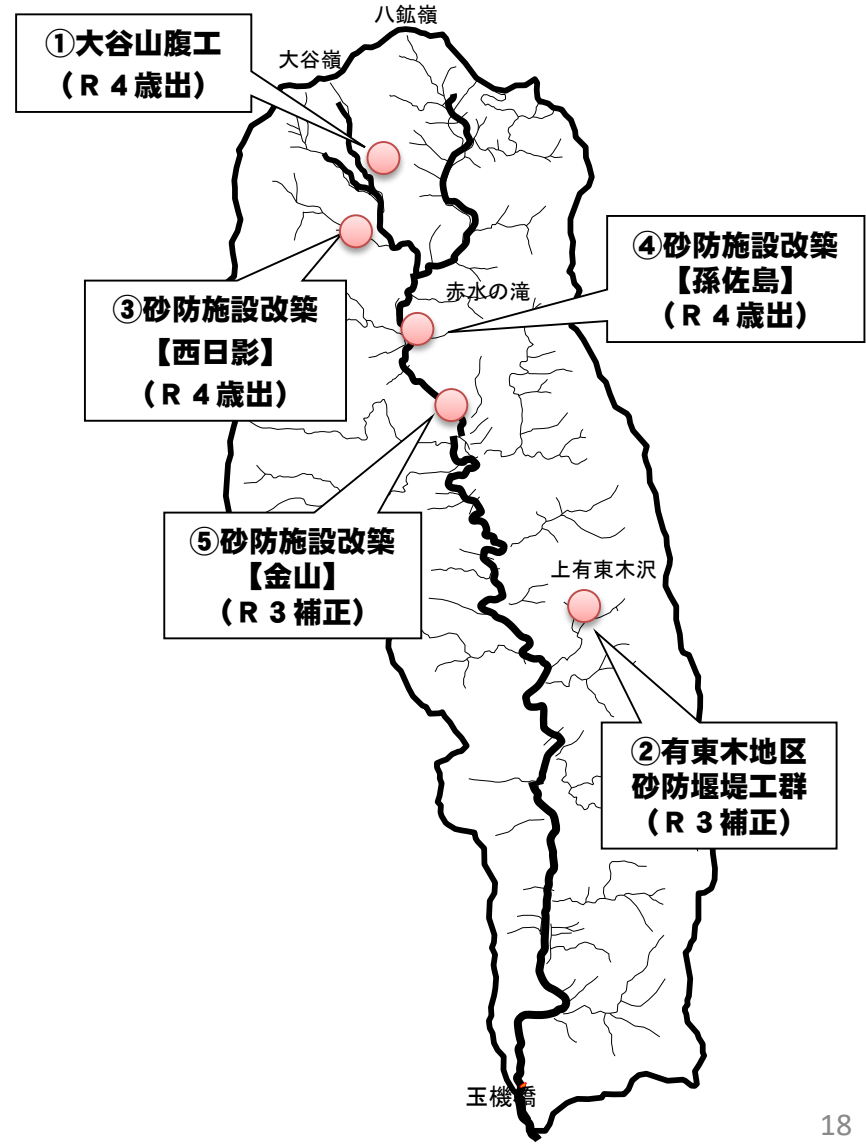 八鉱嶺
①大谷山腹工
（Ｒ４歳出）
大谷嶺
④砂防施設改築
【孫佐島】
（Ｒ４歳出）
赤水の滝
③砂防施設改築
【西日影】
（Ｒ４歳出）
⑤砂防施設改築
【金山】
（Ｒ３補正）
上有東木沢
②有東木地区
砂防堰堤工群
（Ｒ３補正）
玉機橋
18